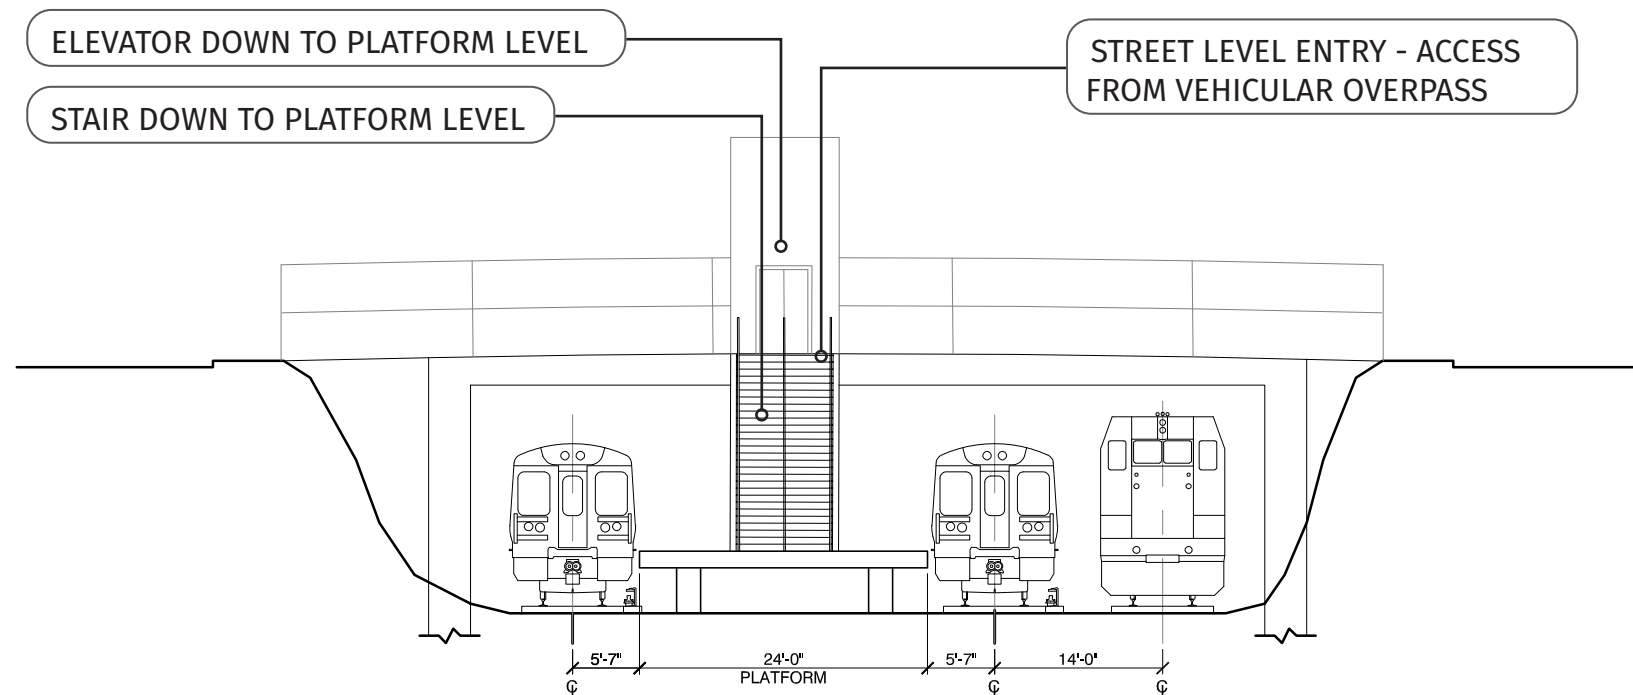 ELEVATOR DOWN TO PLATFORM LEVEL
STREET LEVEL ENTRY - ACCESS
FROM VEHICULAR OVERPASS
STAIR DOWN TO PLATFORM LEVEL
5'-7" 24'-0" 5'-7" 14'-0"
PLATFORM
℄ ℄ ℄